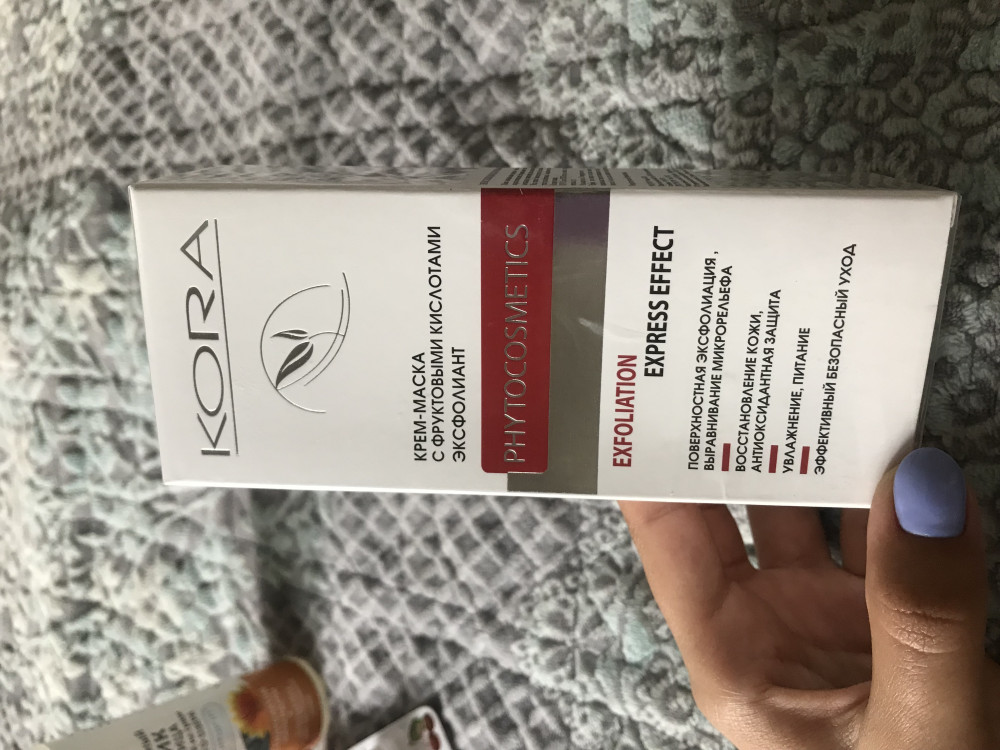 KORA
КРЕМ-МАСКА
С ФРУКТОВЫМИ КИСЛОТАМИ
ЭКСФОЛИАНТ
PHYTOCOSMETICS
EXFOLIATION
EXPRESS EFFECT
ПОВЕРХНОСТНАЯ ЭКСФОЛИАЦИЯ ,
ВЫРАВНИВАНИЕ МИКРОРЕЛЬЕФА
ВОССТАНОВЛЕНИЕ КОЖИ,
АНТИОКСИДАНТНАЯ ЗАЩИТА
УВЛАЖНЕНИЕ, ПИТАНИЕ
ЭФФЕКТИВНЫЙ БЕЗОПАСНЫЙ УХОД